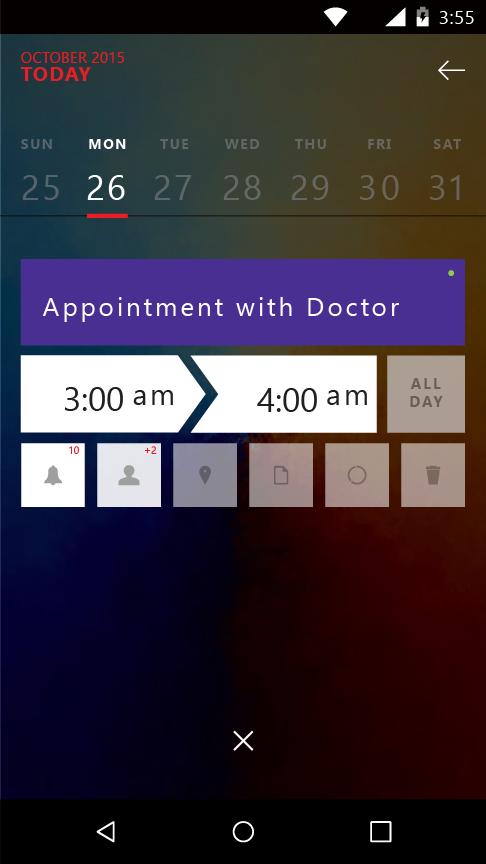 3:55
OCTOBER 2015
TODAY
SUN MON TUE WED THU FRI SAT
25 26 27 28 29 30 31
Appointment with Doctor
3:00 am 4:00 am
ALL
DAY
10 +2